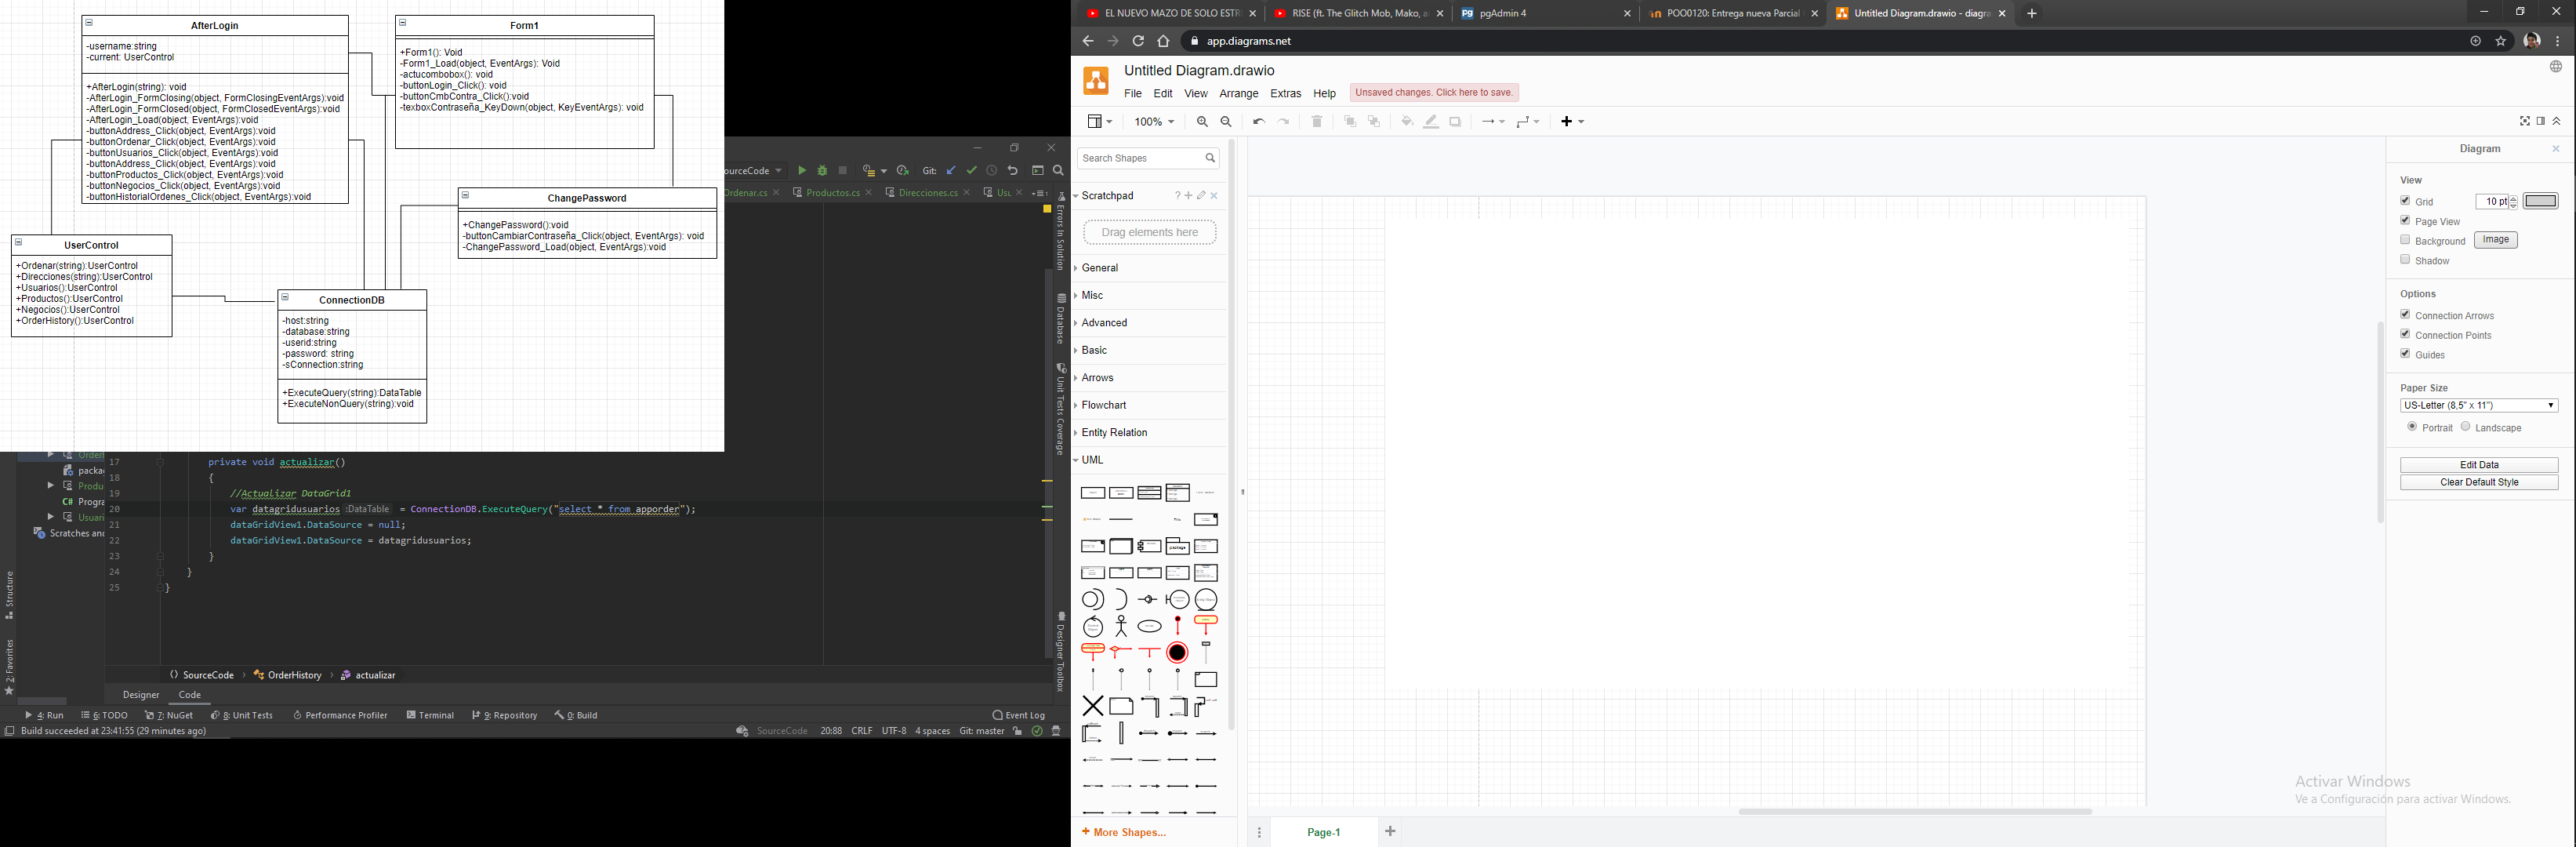 AfterLogin
-username:string
-current: UserControl
+AfterLogin(string): void
-AfterLogin_FormClosing(object, FormClosingEventArgs):void
-AfterLogin_FormClosed(object, FormClosedEventArgs):void
-AfterLogin_Load(object, EventArgs):void
-buttonAddress_Click(object, EventArgs):void
-buttonOrdenar_Click(object, EventArgs):void
-buttonUsuarios_Click(object, EventArgs):void
-buttonAddress_Click(object, EventArgs):void
-buttonProductos_Click(object, EventArgs):void
-buttonNegocios_Click(object, EventArgs):void
-buttonHistorialOrdenes_Click(object, EventArgs):void
Form1
+Form1(): Void
-Form1_Load(object, EventArgs): Void
-actucombobox(): void
-buttonLogin_Click(): void
-buttonCmbContra_Click():void
-texboxContraseña_KeyDown(object, KeyEventArgs): void
ChangePassword
+ChangePassword():void
-buttonCambiarContraseña_Click(object, EventArgs): void
-ChangePassword_Load(object, EventArgs):void
UserControl
+Ordenar(string):UserControl
+Direcciones(string):UserControl
+Usuarios():UserControl
+Productos():UserControl
+Negocios():UserControl
+OrderHistory():UserControl
ConnectionDB
-host:string
-database:string
-userid:string
-password: string
-sConnection:string
+ExecuteQuery(string):DataTable
+ExecuteNonQuery(string):void
ourceCode
Git:
Ordenar.cs
Productos.cs
Direcciones.cs
Usu
Errors In Solution
Database
Unit Tests Coverage
Designer Toolbox
Orden
packa
Produ
C# Progra
Usuari
Scratches and
Structure
2: Favorites
17 private void actualizar()
18 {
19 //Actualizar DataGrid1
20 var datagridusuarios :DataTable = ConnectionDB.ExecuteQuery("select * from apporder");
21 dataGridView1.DataSource = null;
22 dataGridView1.DataSource = datagridusuarios;
23 }
24 }
25 }
SourceCode › OrderHistory › actualizar
Designer Code
4: Run 6: TODO 7: NuGet 8: Unit Tests Performance Profiler Terminal 9: Repository 0: Build Event Log
Build succeeded at 23:41:55 (29 minutes ago) SourceCode 20:88 CRLF UTF-8 4 spaces Git: master
EL NUEVO MAZO DE SOLO ESTR
RISE (ft. The Glitch Mob, Mako, a
Pg pgAdmin 4
POO0120: Entrega nueva Parcial
Untitled Diagram.drawio - diagra
app.diagrams.net
Untitled Diagram.drawio
File Edit View Arrange Extras Help Unsaved changes. Click here to save.
100%
Search Shapes
Scratchpad
Drag elements here
General
Misc
Advanced
Basic
Arrows
Flowchart
Entity Relation
UML
package
+ More Shapes...
Page-1
Diagram
View
Grid 10 pt
Page View
Background Image
Shadow
Options
Connection Arrows
Connection Points
Guides
Paper Size
US-Letter (8,5" x 11")
Portrait Landscape
Edit Data
Clear Default Style
Activar Windows
Ve a Configuración para activar Windows.